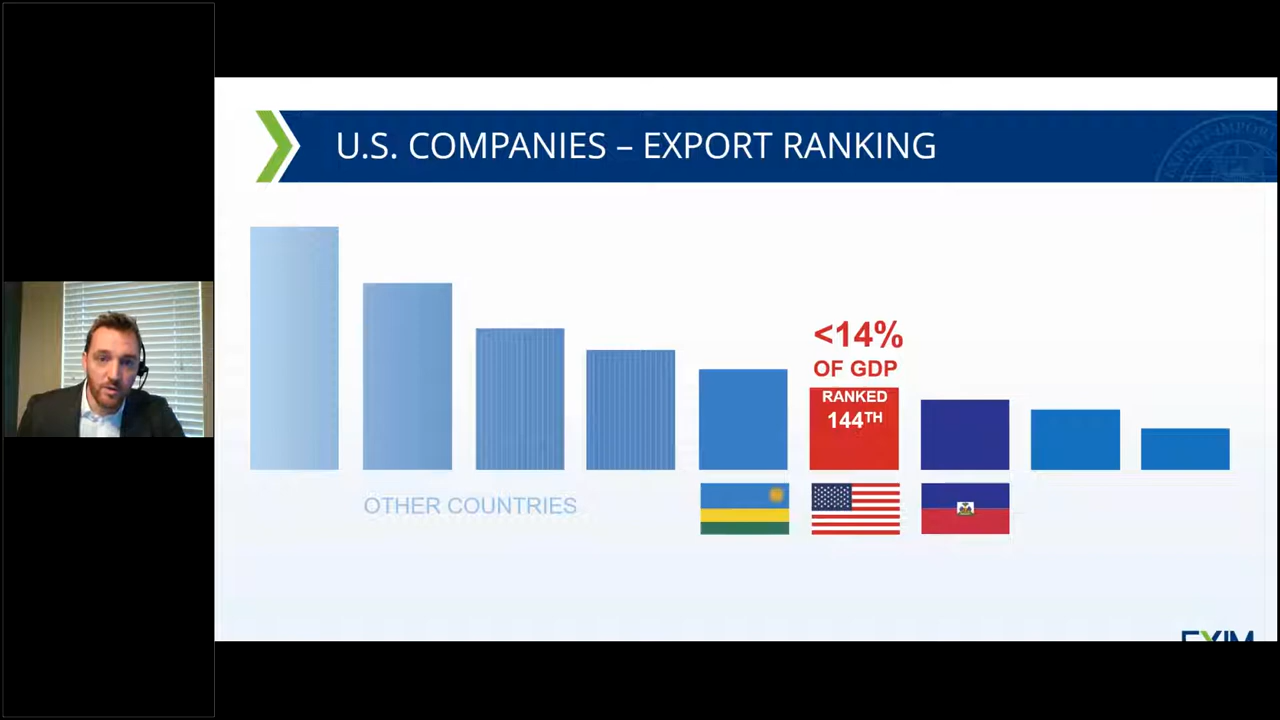 U.S. COMPANIES – EXPORT RANKING
<14%
OF GDP
RANKED
144TH
OTHER COUNTRIES
EXIM